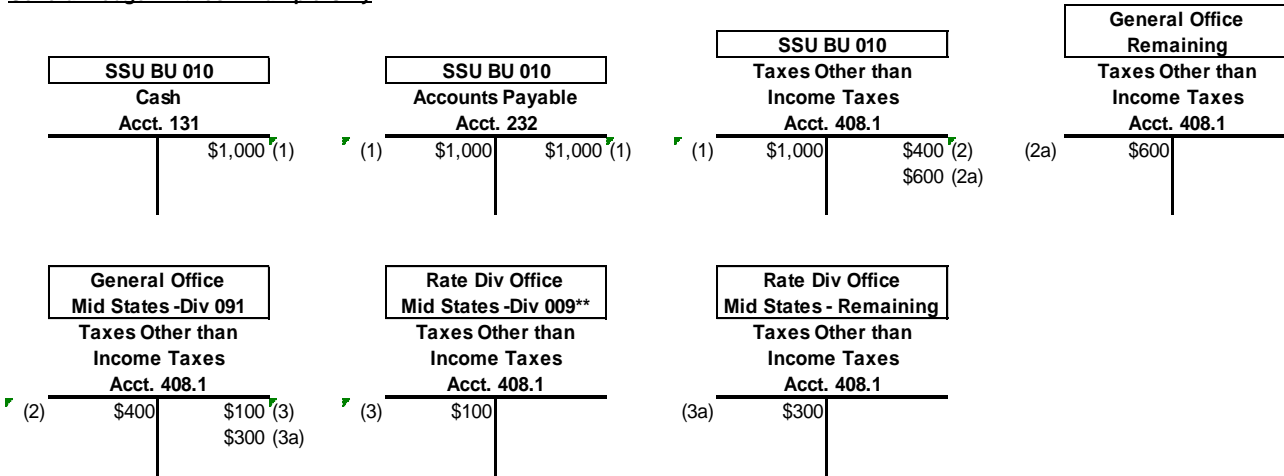 SSU BU 010
Cash
Acct. 131
$1,000 (1)
SSU BU 010
Accounts Payable
Acct. 232
(1) $1,000 $1,000 (1)
SSU BU 010
Taxes Other than
Income Taxes
Acct. 408.1
(1) $1,000 $400 (2)
$600 (2a)
General Office
Remaining
Taxes Other than
Income Taxes
Acct. 408.1
(2a) $600
General Office
Mid States -Div 091
Taxes Other than
Income Taxes
Acct. 408.1
(2) $400 $100 (3)
$300 (3a)
Rate Div Office
Mid States -Div 009**
Taxes Other than
Income Taxes
Acct. 408.1
(3) $100
Rate Div Office
Mid States - Remaining
Taxes Other than
Income Taxes
Acct. 408.1
(3a) $300